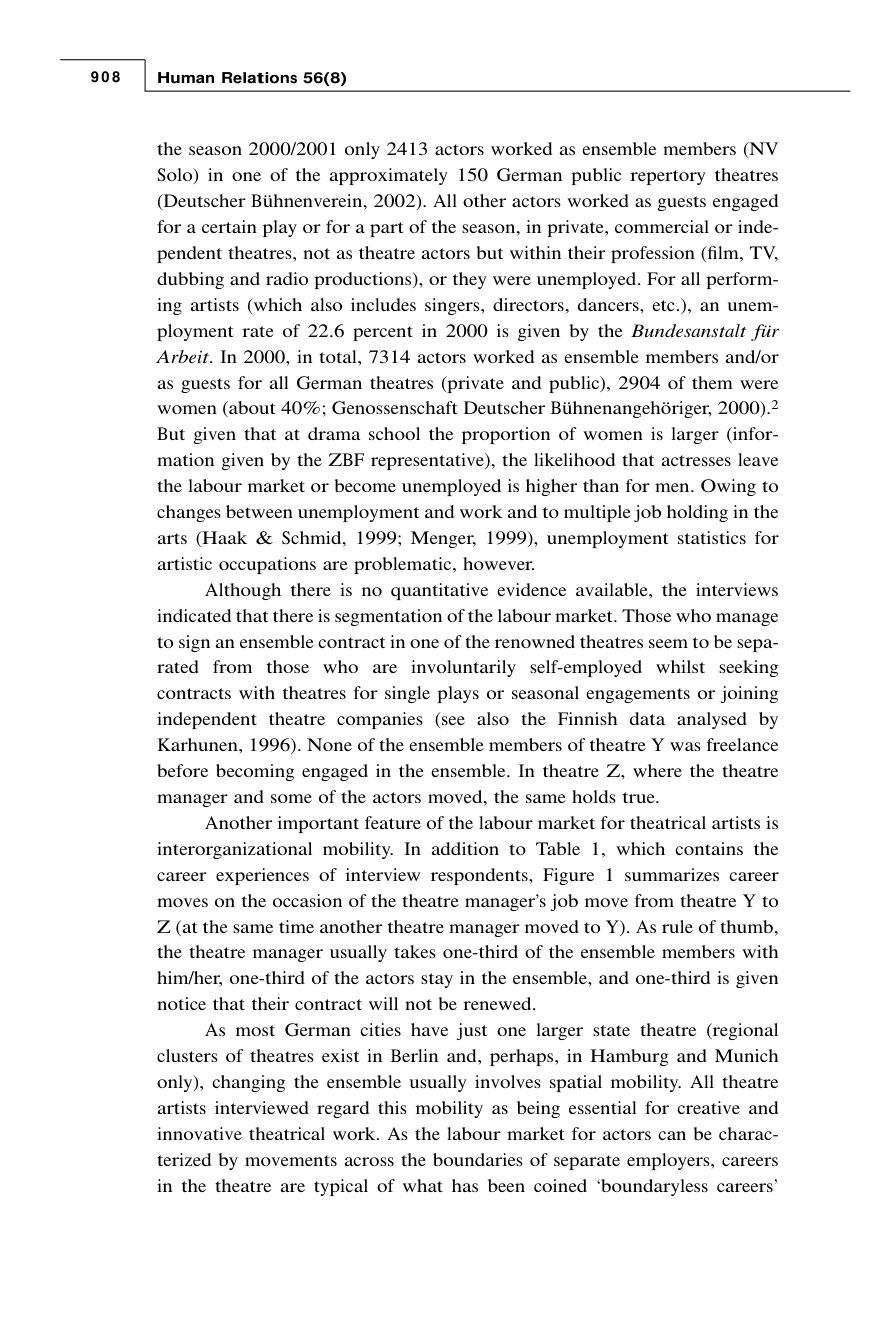 908
Human Relations 56(8)
the season 2000/2001 only 2413 actors worked as ensemble members (NV
Solo) in one of the approximately 150 German public repertory theatres
(Deutscher Bühnenverein, 2002). All other actors worked as guests engaged
for a certain play or for a part of the season, in private, commercial or inde-
pendent theatres, not as theatre actors but within their profession (film, TV,
dubbing and radio productions), or they were unemployed. For all perform-
ing artists (which also includes singers, directors, dancers, etc.), an unem-
ployment rate of 22.6 percent in 2000 is given by the Bundesanstalt für
Arbeit. In 2000, in total, 7314 actors worked as ensemble members and/or
as guests for all German theatres (private and public), 2904 of them were
women (about 40%; Genossenschaft Deutscher Bühnenangehöriger, 2000).2
But given that at drama school the proportion of women is larger (infor-
mation given by the ZBF representative), the likelihood that actresses leave
the labour market or become unemployed is higher than for men. Owing to
changes between unemployment and work and to multiple job holding in the
arts (Haak & Schmid, 1999; Menger, 1999), unemployment statistics for
artistic occupations are problematic, however.
Although there is no quantitative evidence available, the interviews
indicated that there is segmentation of the labour market. Those who manage
to sign an ensemble contract in one of the renowned theatres seem to be sepa-
rated from those who are involuntarily self-employed whilst seeking
contracts with theatres for single plays or seasonal engagements or joining
independent theatre companies (see also the Finnish data analysed by
Karhunen, 1996). None of the ensemble members of theatre Y was freelance
before becoming engaged in the ensemble. In theatre Z, where the theatre
manager and some of the actors moved, the same holds true.
Another important feature of the labour market for theatrical artists is
interorganizational mobility. In addition to Table 1, which contains the
career experiences of interview respondents, Figure 1 summarizes career
moves on the occasion of the theatre manager's job move from theatre Y to
Z (at the same time another theatre manager moved to Y). As rule of thumb,
the theatre manager usually takes one-third of the ensemble members with
him/her, one-third of the actors stay in the ensemble, and one-third is given
notice that their contract will not be renewed.
As most German cities have just one larger state theatre (regional
clusters of theatres exist in Berlin and, perhaps, in Hamburg and Munich
only), changing the ensemble usually involves spatial mobility. All theatre
artists interviewed regard this mobility as being essential for creative and
innovative theatrical work. As the labour market for actors can be charac-
terized by movements across the boundaries of separate employers, careers
in the theatre are typical of what has been coined ‘boundaryless careers’